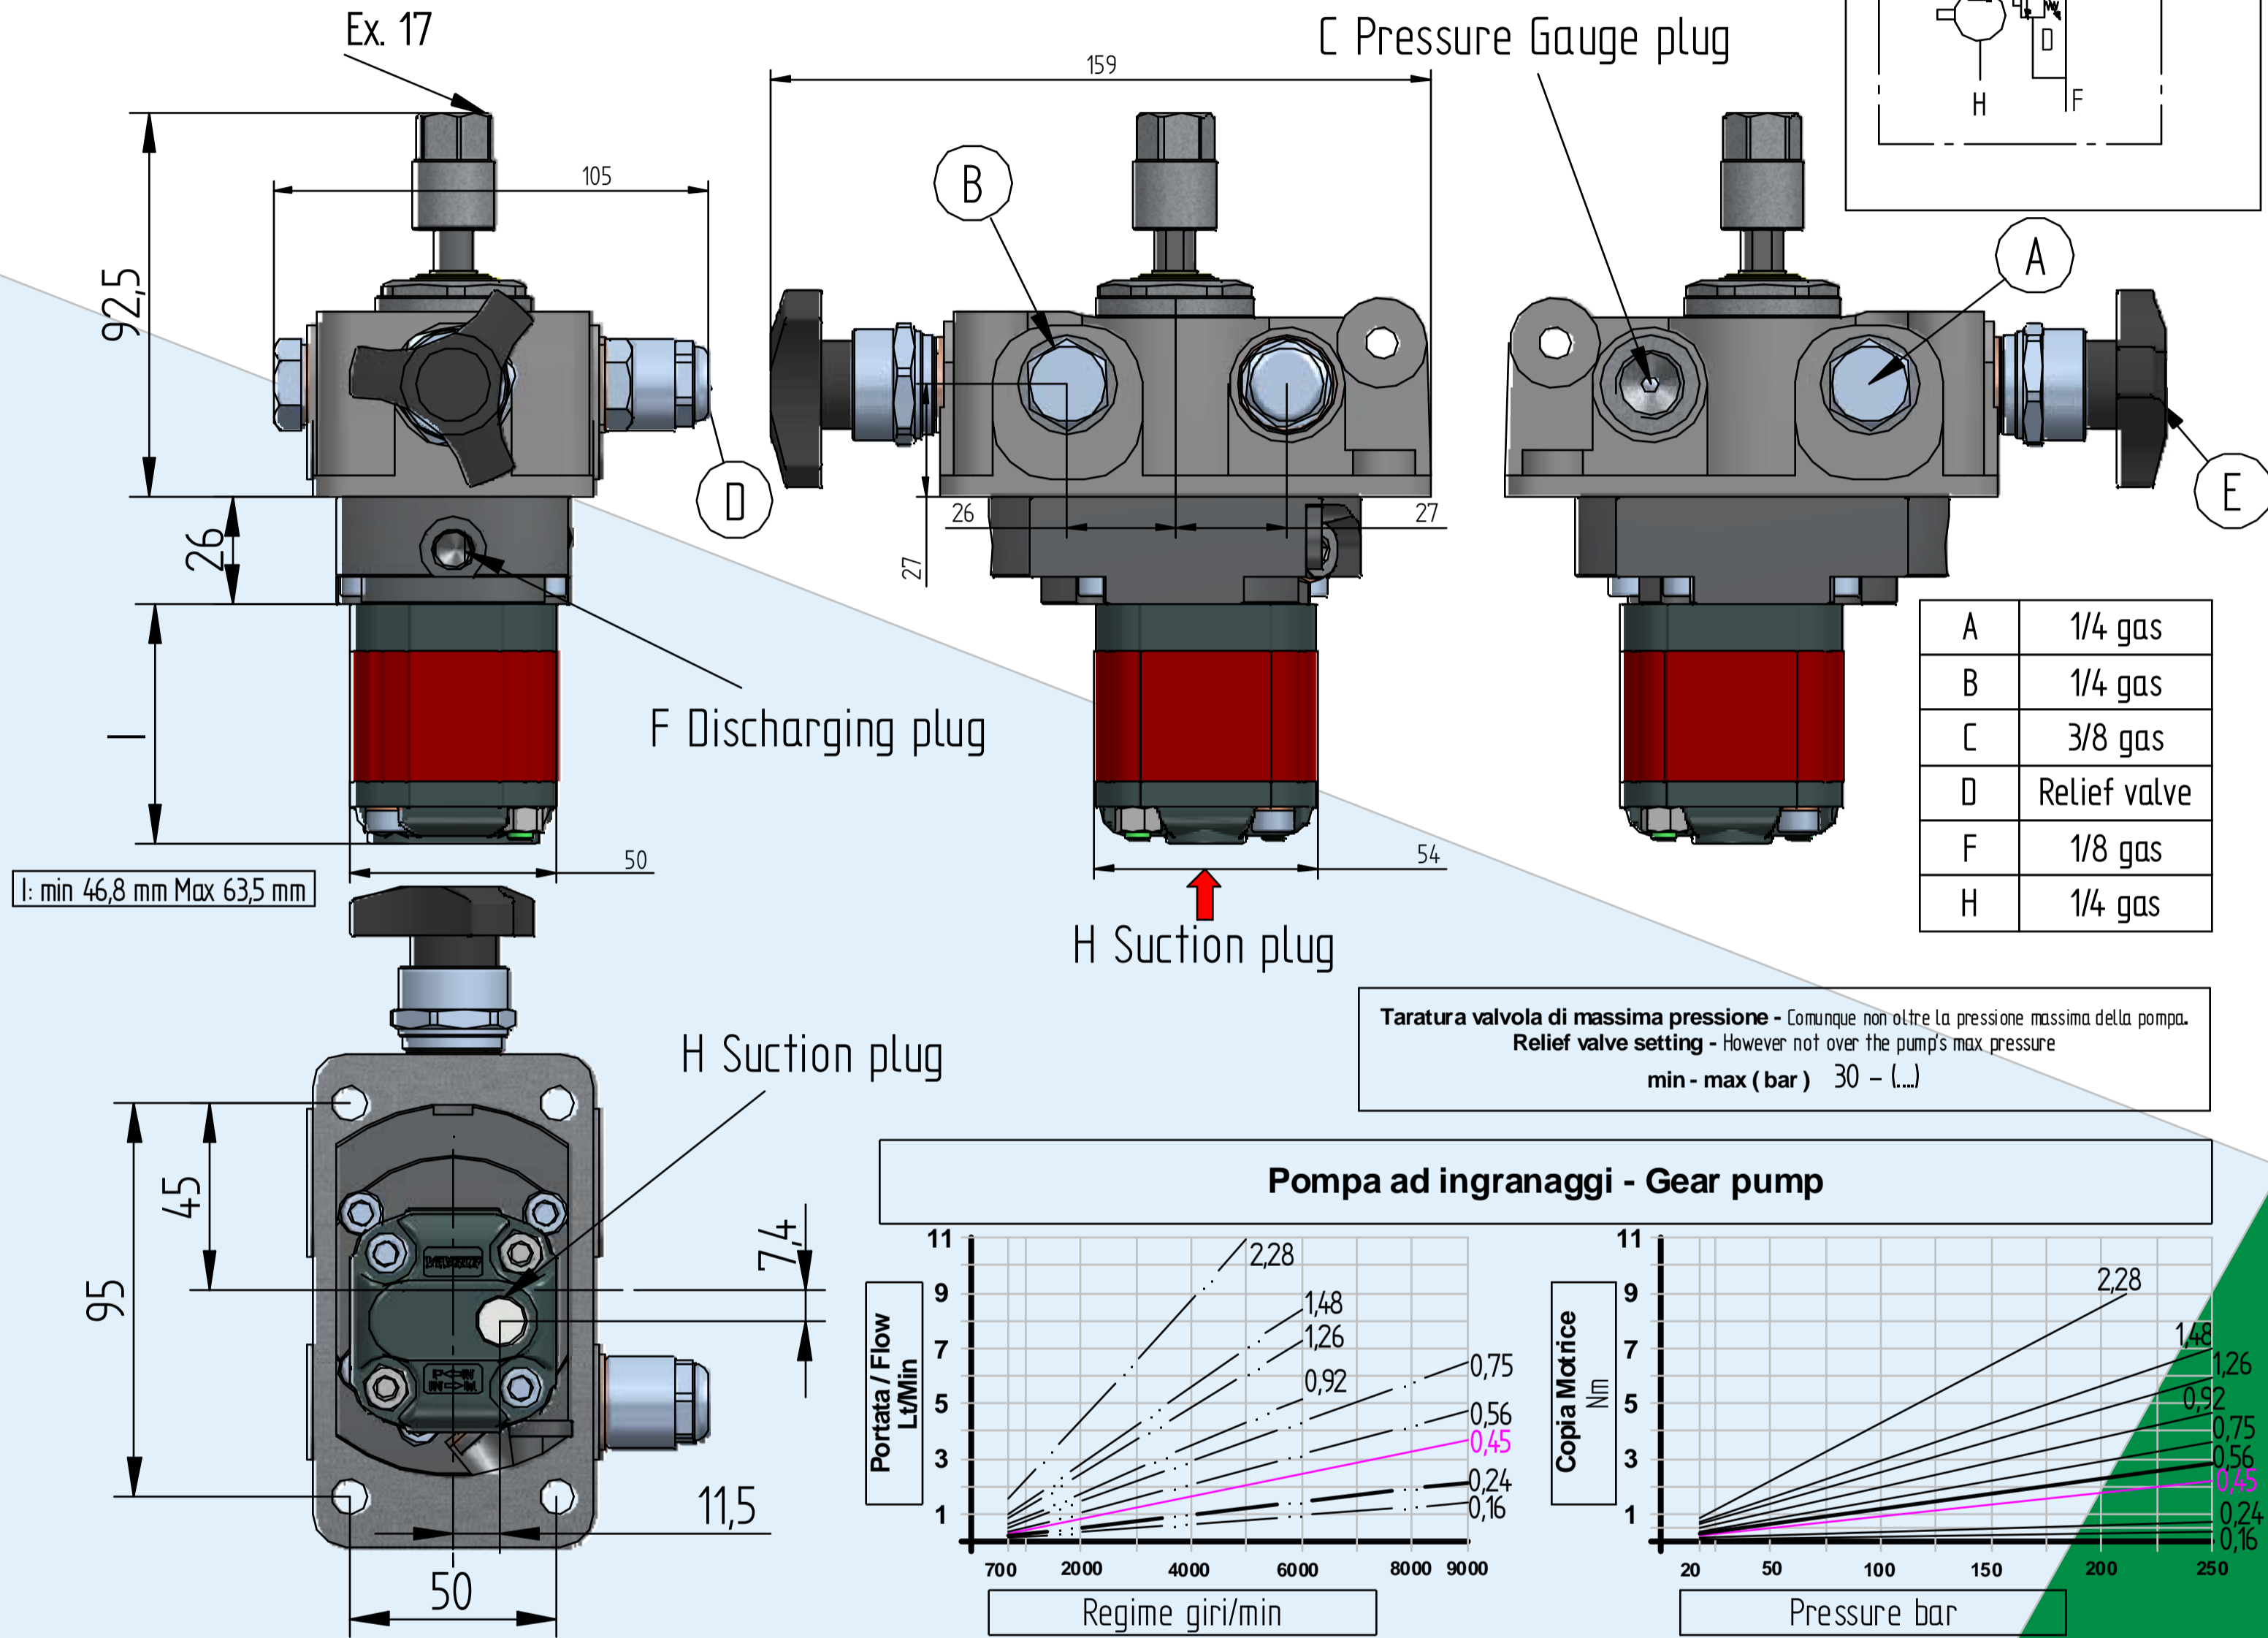 Ex. 17
C Pressure Gauge plug
D
H
F
159
105
B
A
92,5
D
E
26
26
27
27
F Discharging plug
I
50
54
I: min 46,8 mm Max 63,5 mm
H Suction plug
A 1/4 gas
B 1/4 gas
C 3/8 gas
D Relief valve
F 1/8 gas
H 1/4 gas
Taratura valvola di massima pressione - Comunque non oltre la pressione massima della pompa.
Relief valve setting - However not over the pump's max pressure
min - max ( bar ) 30 - (....)
H Suction plug
45
95
7,4
11,5
50
Pompa ad ingranaggi - Gear pump
Portata / Flow
Lt/Min
11
9
7
5
3
1
2,28
1,48
1,26
0,92
0,75
0,56
0,45
0,24
0,16
700 2000 4000 6000 8000 9000
Regime giri/min
Copia Motrice
Nm
11
9
7
5
3
1
2,28
1,48
1,26
0,92
0,75
0,56
0,45
0,24
0,16
20 50 100 150 200 250
Pressure bar